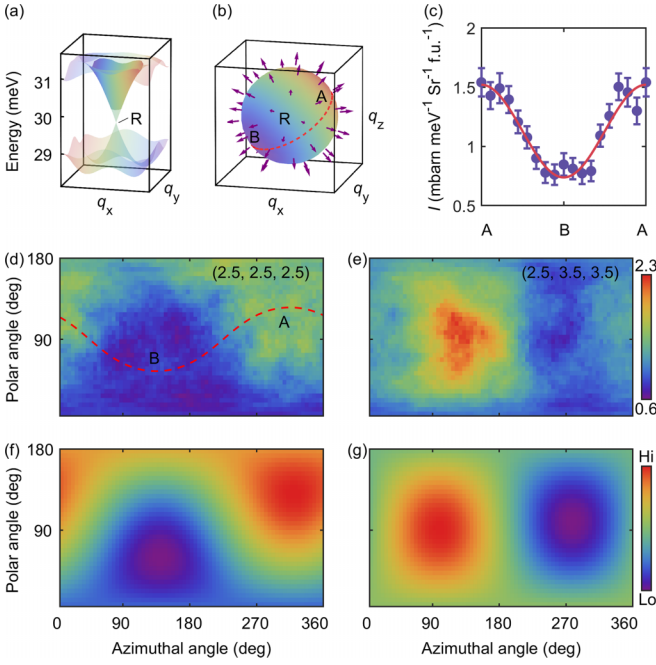 (a)
(b)
(c)
31
30
29
Energy (meV)
R
q_x
q_y
A
R
B
q_z
q_x
q_y
I (mbarn meV⁻¹ Sr⁻¹ f.u.⁻¹)
2
1.5
1
0.5
A B A
(d) 180
90
Polar angle (deg)
(2.5, 2.5, 2.5)
A
B
(e)
(2.5, 3.5, 3.5)
2.3
0.6
(f) 180
90
Polar angle (deg)
0 90 180 270 360
Azimuthal angle (deg)
(g)
Hi
Lo
0 90 180 270 360
Azimuthal angle (deg)